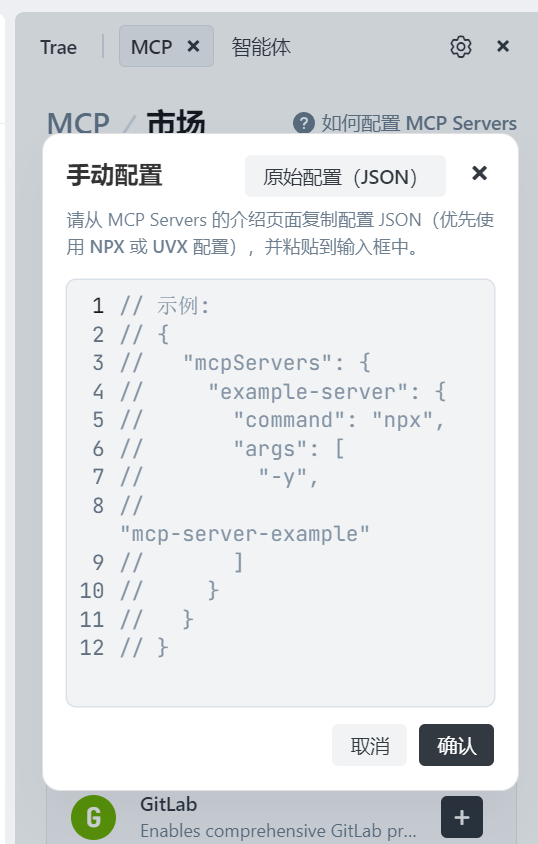 Trae
MCP
智能体
MCP / 市场
如何配置 MCP Servers
手动配置
原始配置（JSON）
请从 MCP Servers 的介绍页面复制配置 JSON（优先使
用 NPX 或 UVX 配置），并粘贴到输入框中。
1 // 示例:
2 // {
3 //   "mcpServers": {
4 //     "example-server": {
5 //       "command": "npx",
6 //       "args": [
7 //         "-y",
8 //
"mcp-server-example"
9 //       ]
10 //     }
11 //   }
12 // }
取消
确认
G
GitLab
Enables comprehensive GitLab pr...